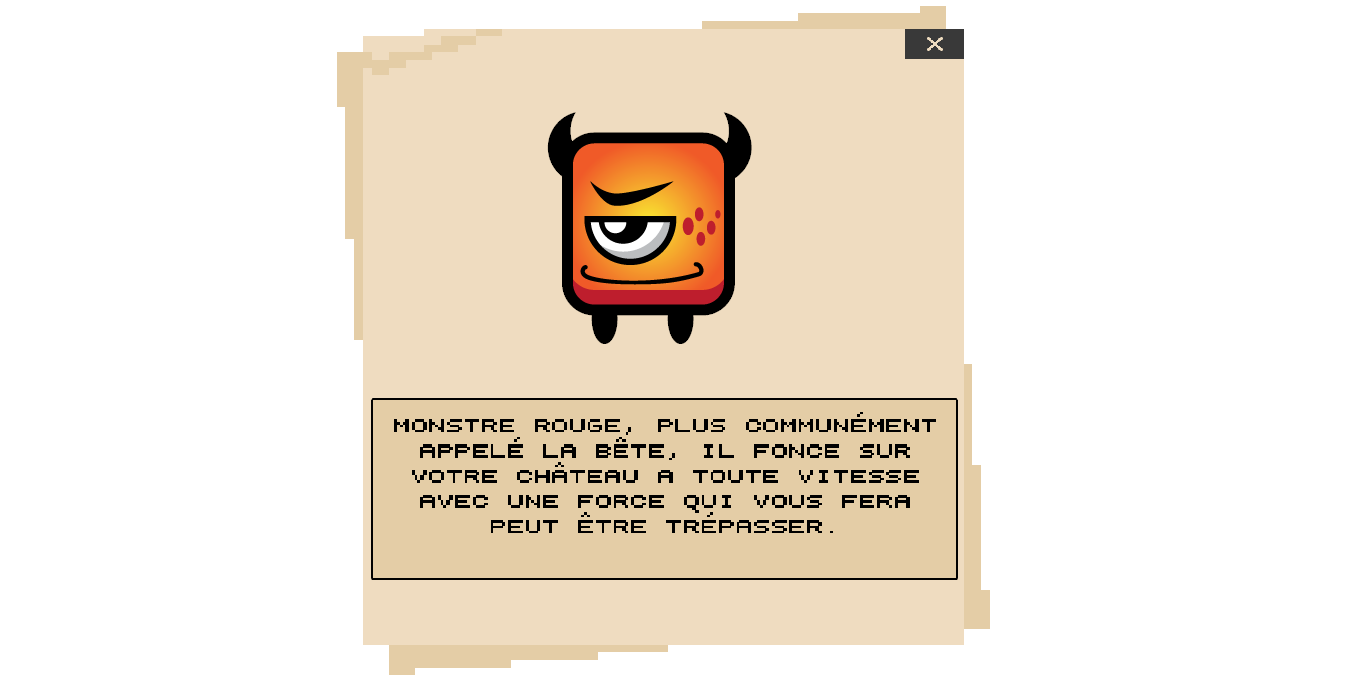 MONSTRE ROUGE, PLUS COMMUNÉMENT
APPELÉ LA BÊTE, IL FONCE SUR
VOTRE CHÂTEAU A TOUTE VITESSE
AVEC UNE FORCE QUI VOUS FERA
PEUT ÊTRE TRÉPASSER.